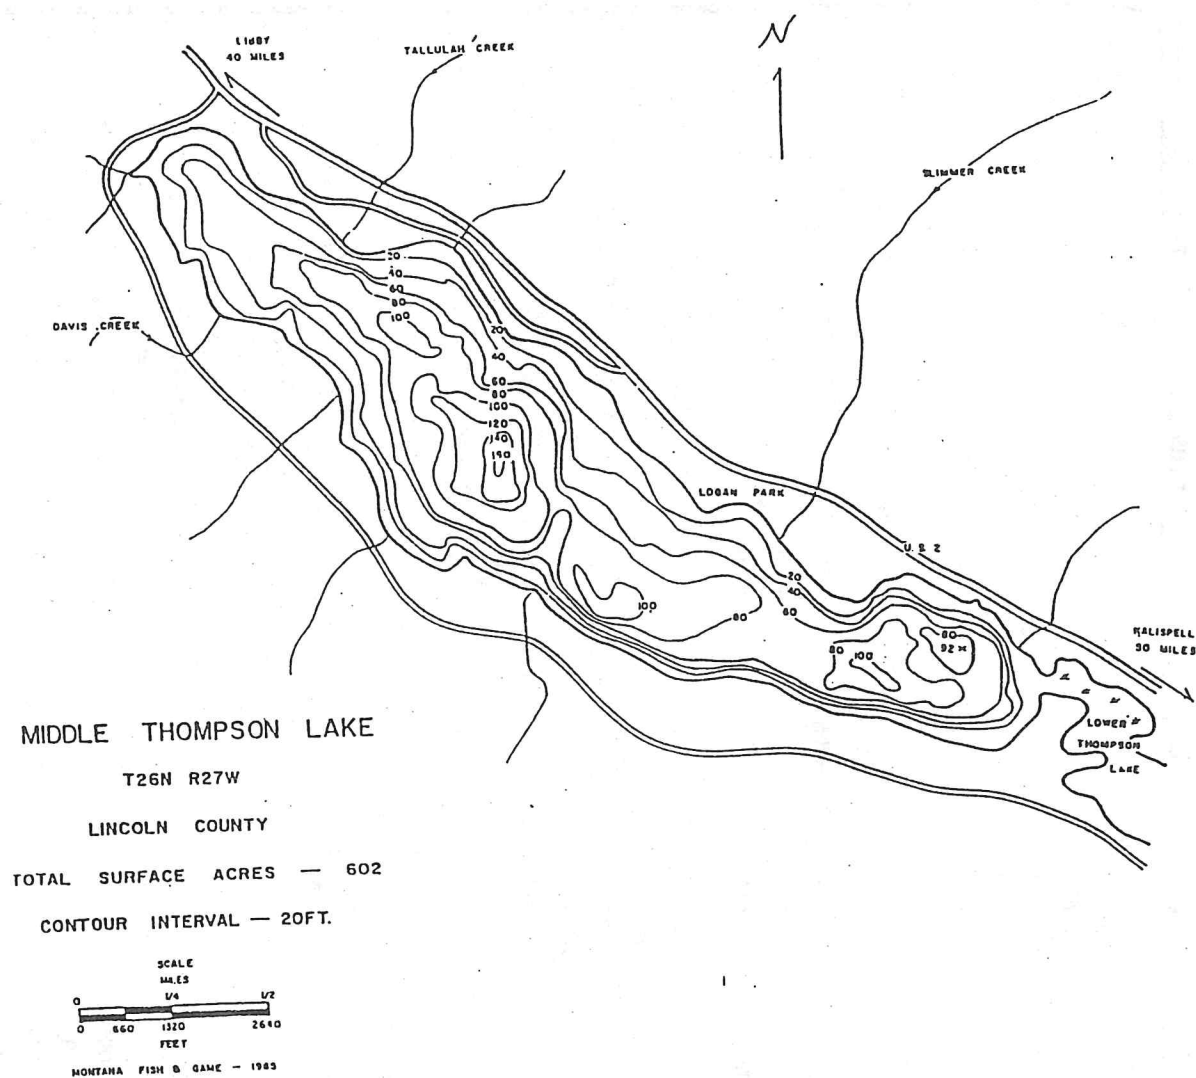 LIBBY
40 MILES
TALLULAH CREEK
N
SLIMMER CREEK
DAVIS CREEK
20
40
60
80
100
20
40
60
80
100
120
140
LOGAN PARK
U.S. 2
20
40
60
100
80
80
100
80
92 x
KALISPELL
90 MILES
LOWER
THOMPSON
LAKE
MIDDLE THOMPSON LAKE
T26N R27W
LINCOLN COUNTY
TOTAL SURFACE ACRES — 602
CONTOUR INTERVAL — 20FT.
SCALE
MILES
0 1/4 1/2
0 660 1320 2640
FEET
MONTANA FISH & GAME — 1965